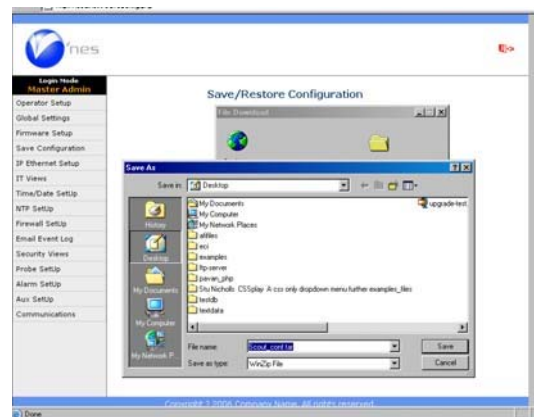 'nes
Login Mode
Master Admin
Operator Setup
Global Settings
Firmware Setup
Save Configuration
IP Ethernet Setup
IT Views
Time/Date SetUp
NTP SetUp
Firewall SetUp
Email Event Log
Security Views
Probe SetUp
Alarm SetUp
Aux SetUp
Communications
Save/Restore Configuration
File Download
Save As
Save in:
Desktop
History
Desktop
My Documents
My Computer
My Network P...
My Documents
My Computer
My Network Places
eci
examples
ltp-server
pavan_php
Stu Nicholls CSSplay A css only dropdown menu further examples_files
testdb
testdata
upgrade-test
File name:
Scout_conf.tar
Save
Save as type:
WinZip File
Cancel
Copyright 2006 Company Name. All rights reserved
Done